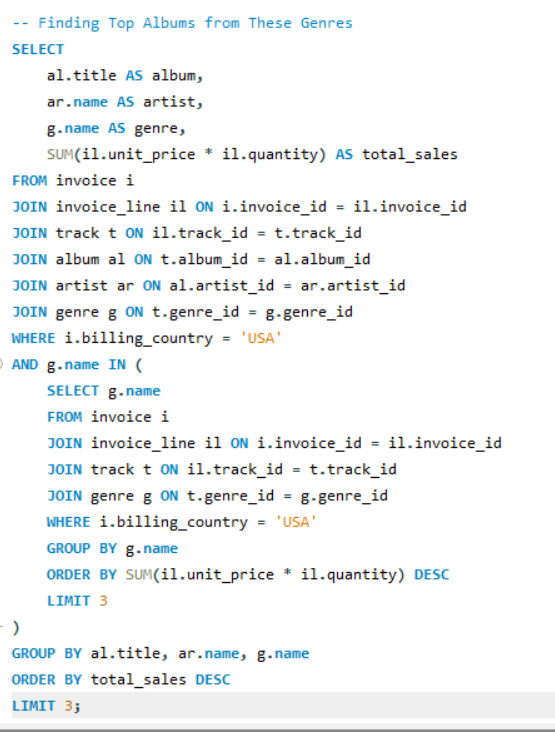 -- Finding Top Albums from These Genres
SELECT
    al.title AS album,
    ar.name AS artist,
    g.name AS genre,
    SUM(il.unit_price * il.quantity) AS total_sales
FROM invoice i
JOIN invoice_line il ON i.invoice_id = il.invoice_id
JOIN track t ON il.track_id = t.track_id
JOIN album al ON t.album_id = al.album_id
JOIN artist ar ON al.artist_id = ar.artist_id
JOIN genre g ON t.genre_id = g.genre_id
WHERE i.billing_country = 'USA'
AND g.name IN (
    SELECT g.name
    FROM invoice i
    JOIN invoice_line il ON i.invoice_id = il.invoice_id
    JOIN track t ON il.track_id = t.track_id
    JOIN genre g ON t.genre_id = g.genre_id
    WHERE i.billing_country = 'USA'
    GROUP BY g.name
    ORDER BY SUM(il.unit_price * il.quantity) DESC
    LIMIT 3
)
GROUP BY al.title, ar.name, g.name
ORDER BY total_sales DESC
LIMIT 3;